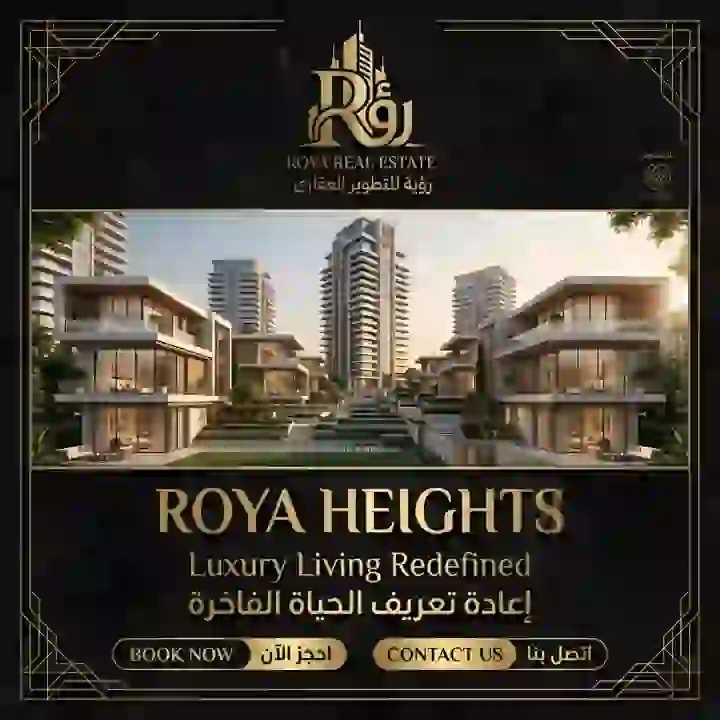 رؤ
ROYA REAL ESTATE
رؤية للتطوير العقاري
ROYA HEIGHTS
Luxury Living Redefined
إعادة تعريف الحياة الفاخرة
BOOK NOW احجز الآن
CONTACT US اتصل بنا